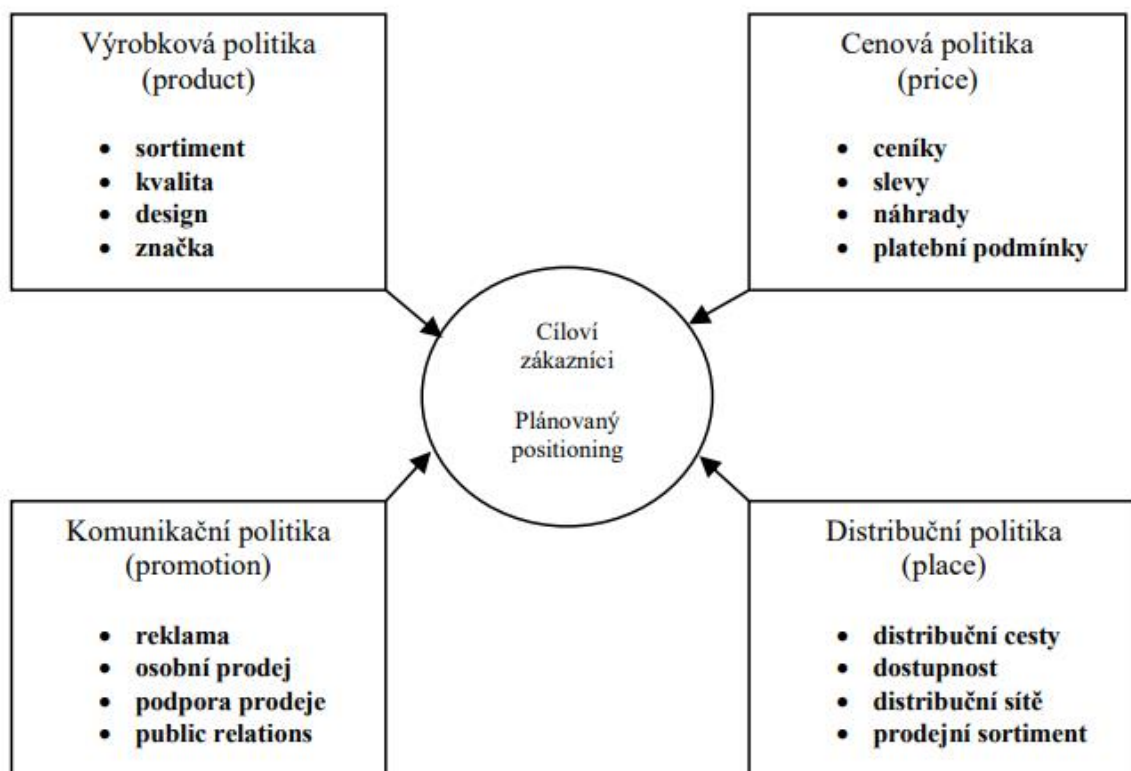 Výrobková politika
(product)
• sortiment
• kvalita
• design
• značka
Cenová politika
(price)
• ceníky
• slevy
• náhrady
• platební podmínky
Cíloví
zákazníci
Plánovaný
positioning
Komunikační politika
(promotion)
• reklama
• osobní prodej
• podpora prodeje
• public relations
Distribuční politika
(place)
• distribuční cesty
• dostupnost
• distribuční sítě
• prodejní sortiment